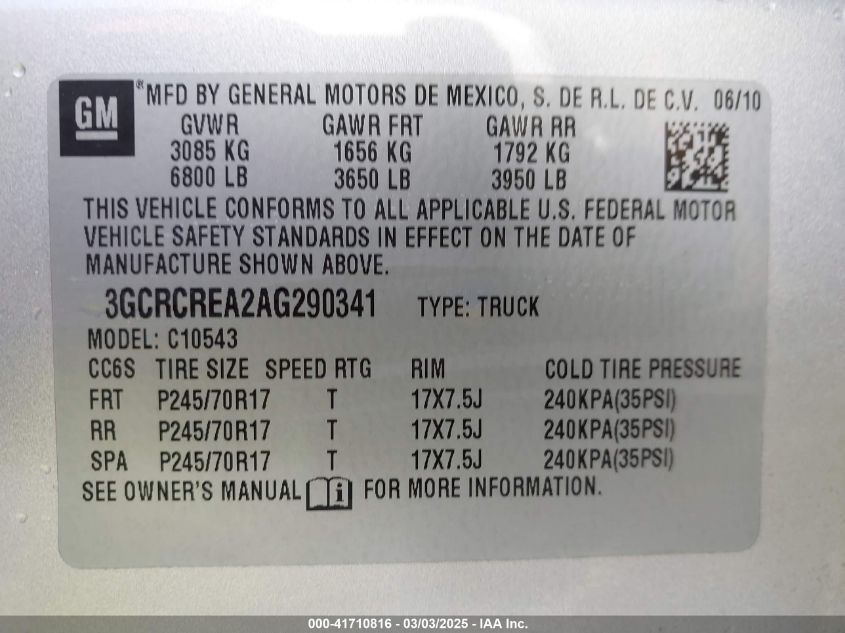 GM ® MFD BY GENERAL MOTORS DE MEXICO, S. DE R.L. DE C.V. 06/10
GVWR GAWR FRT GAWR RR
3085 KG 1656 KG 1792 KG
6800 LB 3650 LB 3950 LB
THIS VEHICLE CONFORMS TO ALL APPLICABLE U.S. FEDERAL MOTOR
VEHICLE SAFETY STANDARDS IN EFFECT ON THE DATE OF
MANUFACTURE SHOWN ABOVE.
3GCRCREA2AG290341 TYPE: TRUCK
MODEL: C10543
CC6S TIRE SIZE SPEED RTG RIM COLD TIRE PRESSURE
FRT P245/70R17 T 17X7.5J 240KPA(35PSI)
RR P245/70R17 T 17X7.5J 240KPA(35PSI)
SPA P245/70R17 T 17X7.5J 240KPA(35PSI)
SEE OWNER'S MANUAL i FOR MORE INFORMATION.
000-41710816 - 03/03/2025 - IAA Inc.